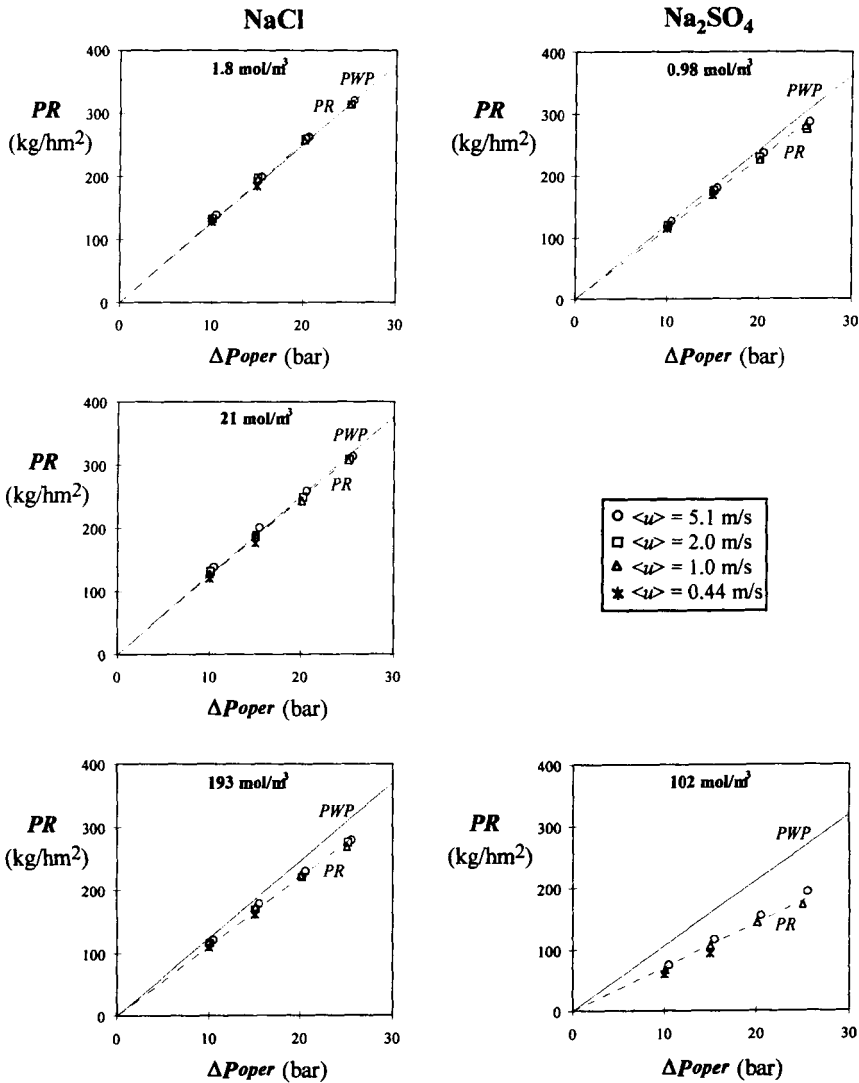 NaCl
Na₂SO₄
400
300
200
100
0
PR
(kg/hm²)
1.8 mol/m³
PWP
PR
0 10 20 30
ΔPoper (bar)
400
300
200
100
0
PR
(kg/hm²)
0.98 mol/m³
PWP
PR
0 10 20 30
ΔPoper (bar)
400
300
200
100
0
PR
(kg/hm²)
21 mol/m³
PWP
PR
0 10 20 30
ΔPoper (bar)
<u> = 5.1 m/s
<u> = 2.0 m/s
<u> = 1.0 m/s
<u> = 0.44 m/s
400
300
200
100
0
PR
(kg/hm²)
193 mol/m³
PWP
PR
0 10 20 30
ΔPoper (bar)
400
300
200
100
0
PR
(kg/hm²)
102 mol/m³
PWP
PR
0 10 20 30
ΔPoper (bar)